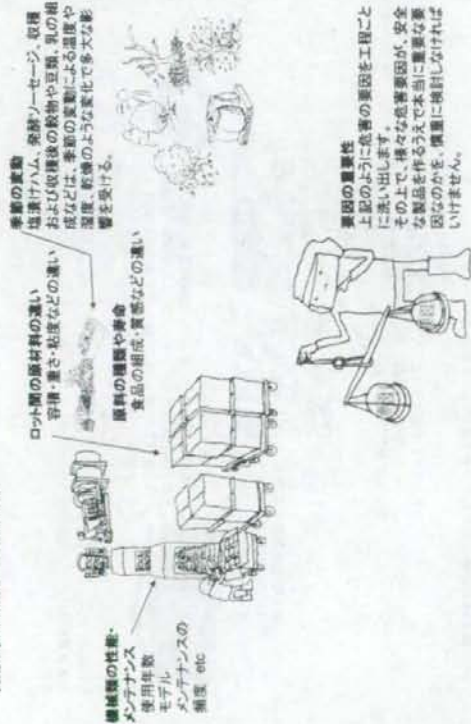 機械類の性能・
メンテナンス
使用年数
モデル
メンテナンスの
頻度 etc
ロット間の原材料の違い
容積・重さ・粘度などの違い
原料の種類や寿命
食品の組成・質感などの違い
季節の変動
塩漬けハム、発酵ソーセージ、収穫
および収穫後の穀物や豆類、乳の組
成などは、季節の変動による温度や
湿度、乾燥のような変化で多大な影
響を受ける。
要因の重要性
上記のように危害の要因を工程ごと
に洗い出します。
その上で、様々な危害要因が、安全
な製品を作るうえで本当に重要な要
因なのかを、慎重に検討しなければ
いけません。